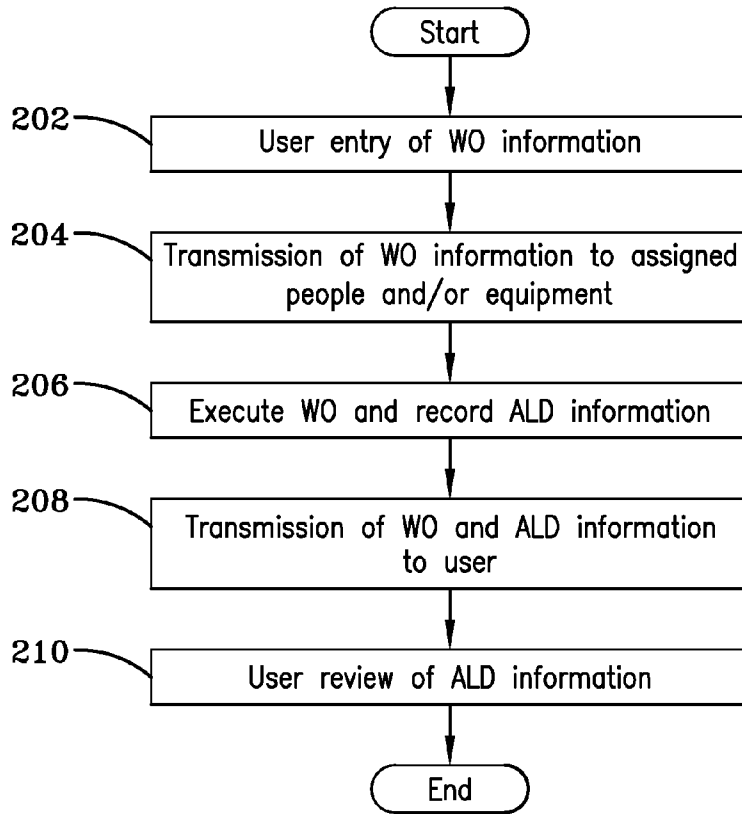 Start
202
User entry of WO information
204
Transmission of WO information to assigned
people and/or equipment
206
Execute WO and record ALD information
208
Transmission of WO and ALD information
to user
210
User review of ALD information
End